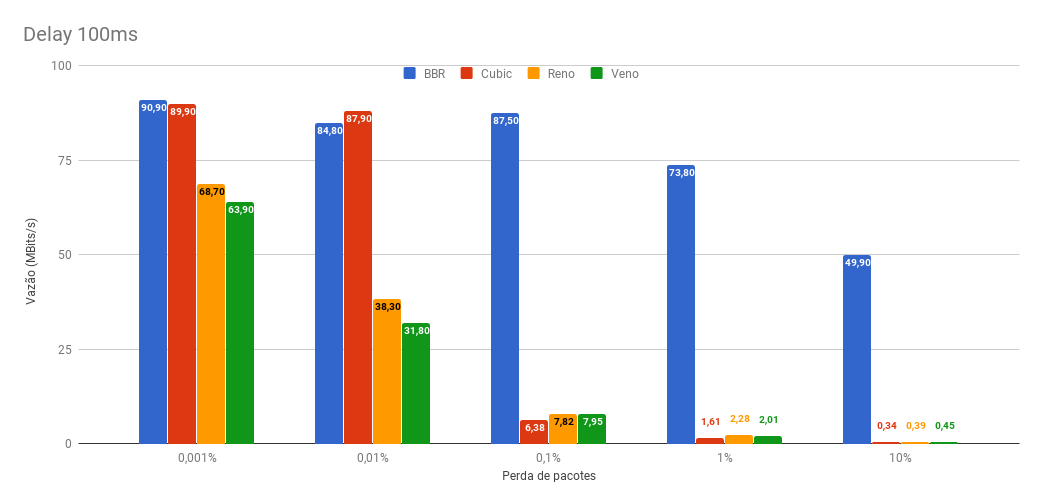 Delay 100ms
BBR Cubic Reno Veno
Vazão (MBits/s)
100
75
50
25
0
90,90 89,90 68,70 63,90
84,80 87,90 38,30 31,80
87,50 6,38 7,82 7,95
73,80 1,61 2,28 2,01
49,90 0,34 0,39 0,45
0,001% 0,01% 0,1% 1% 10%
Perda de pacotes